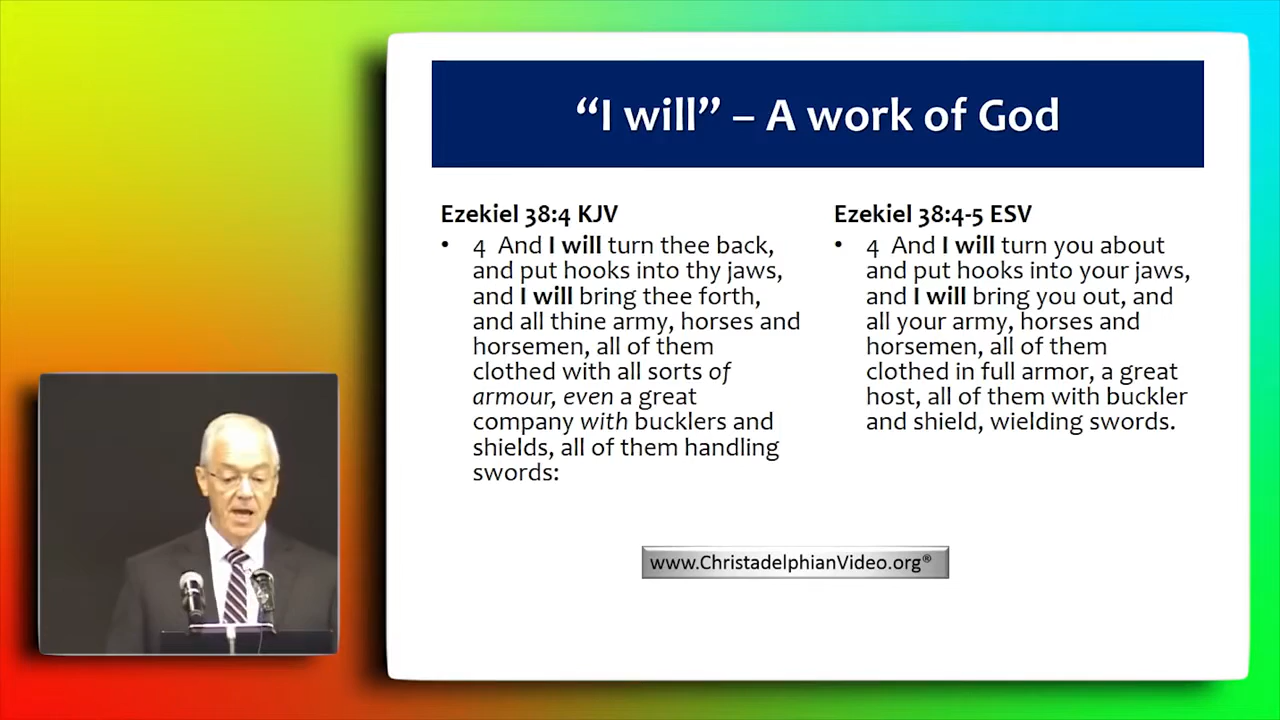 “I will” – A work of God
Ezekiel 38:4 KJV
• 4 And I will turn thee back,
and put hooks into thy jaws,
and I will bring thee forth,
and all thine army, horses and
horsemen, all of them
clothed with all sorts of
armour, even a great
company with bucklers and
shields, all of them handling
swords:
Ezekiel 38:4-5 ESV
• 4 And I will turn you about
and put hooks into your jaws,
and I will bring you out, and
all your army, horses and
horsemen, all of them
clothed in full armor, a great
host, all of them with buckler
and shield, wielding swords.
www.ChristadelphianVideo.org®